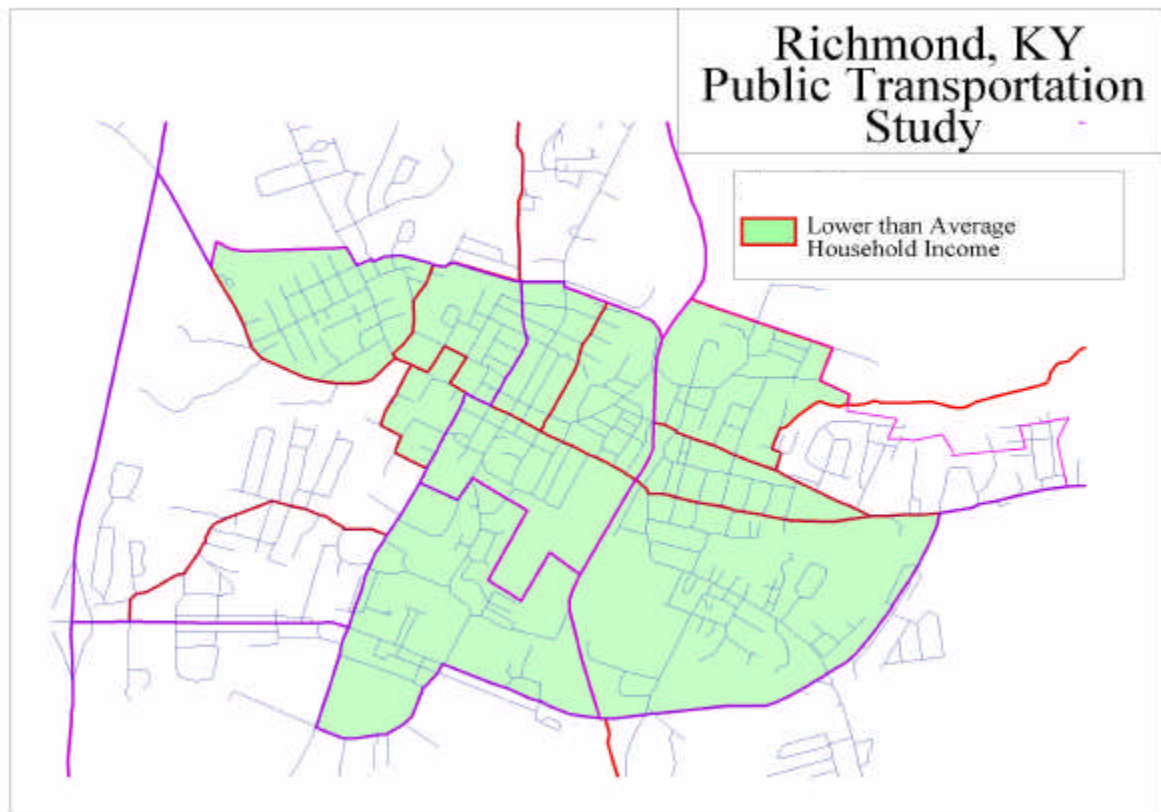 Richmond, KY
Public Transportation
Study
Lower than Average
Household Income